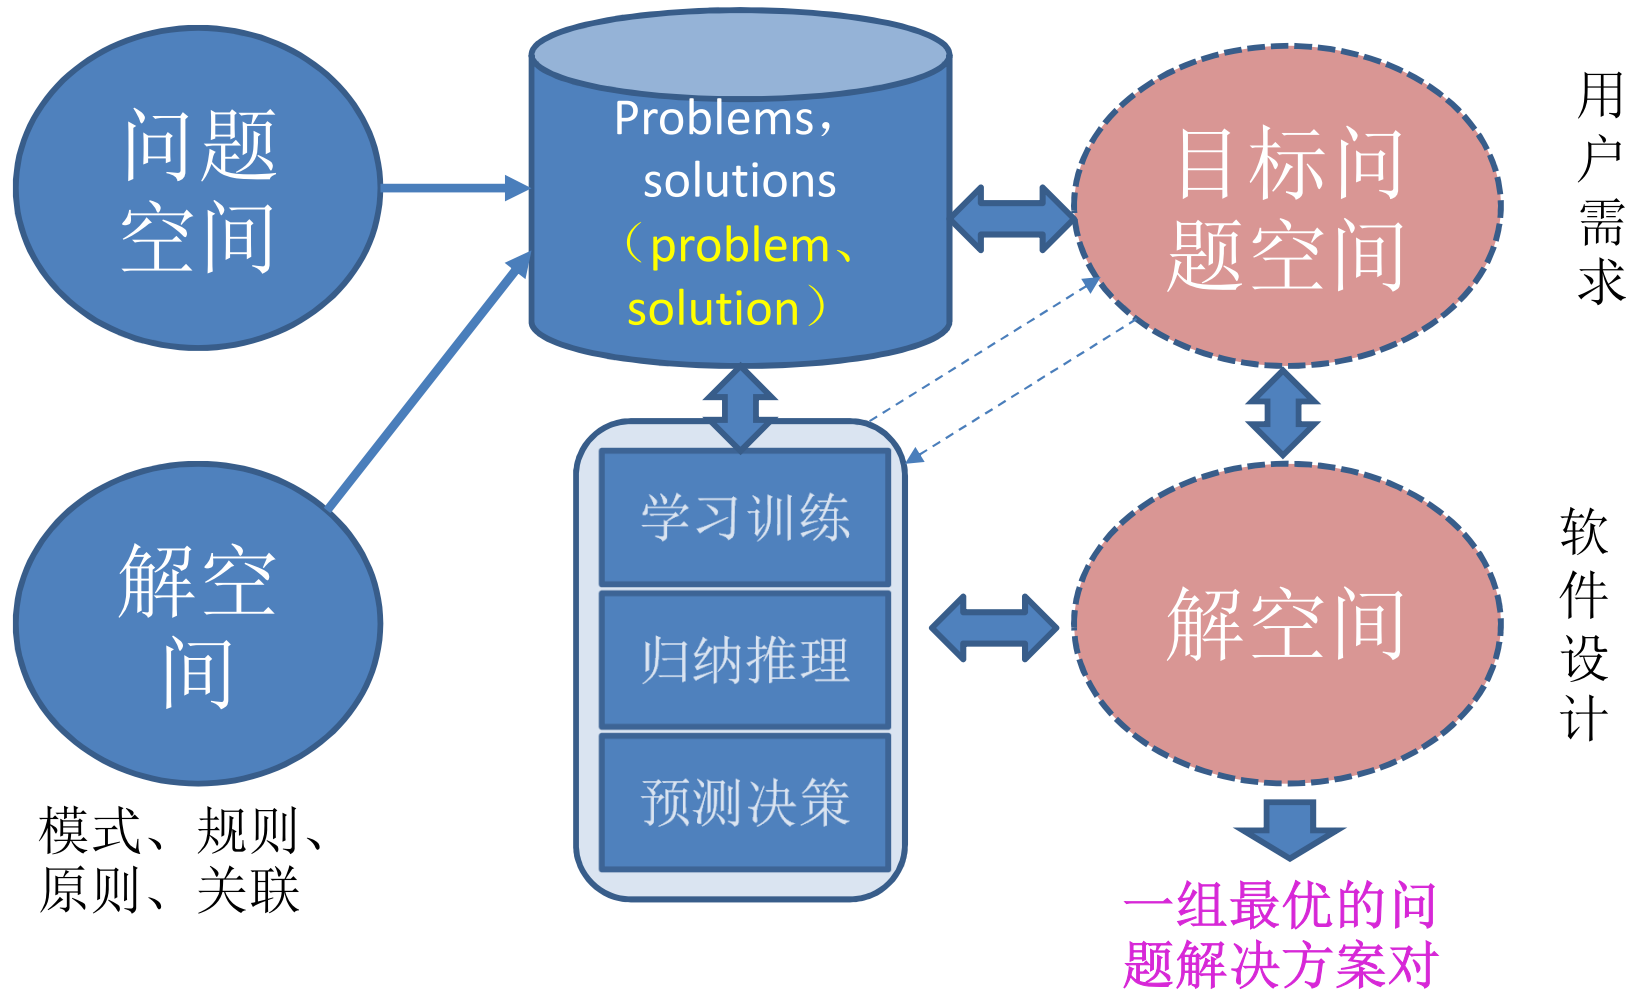 问题
空间
解空
间
模式、规则、
原则、关联
Problems，
solutions
（problem、
solution）
学习训练
归纳推理
预测决策
目标问
题空间
解空间
一组最优的问
题解决方案对
用
户
需
求
软
件
设
计